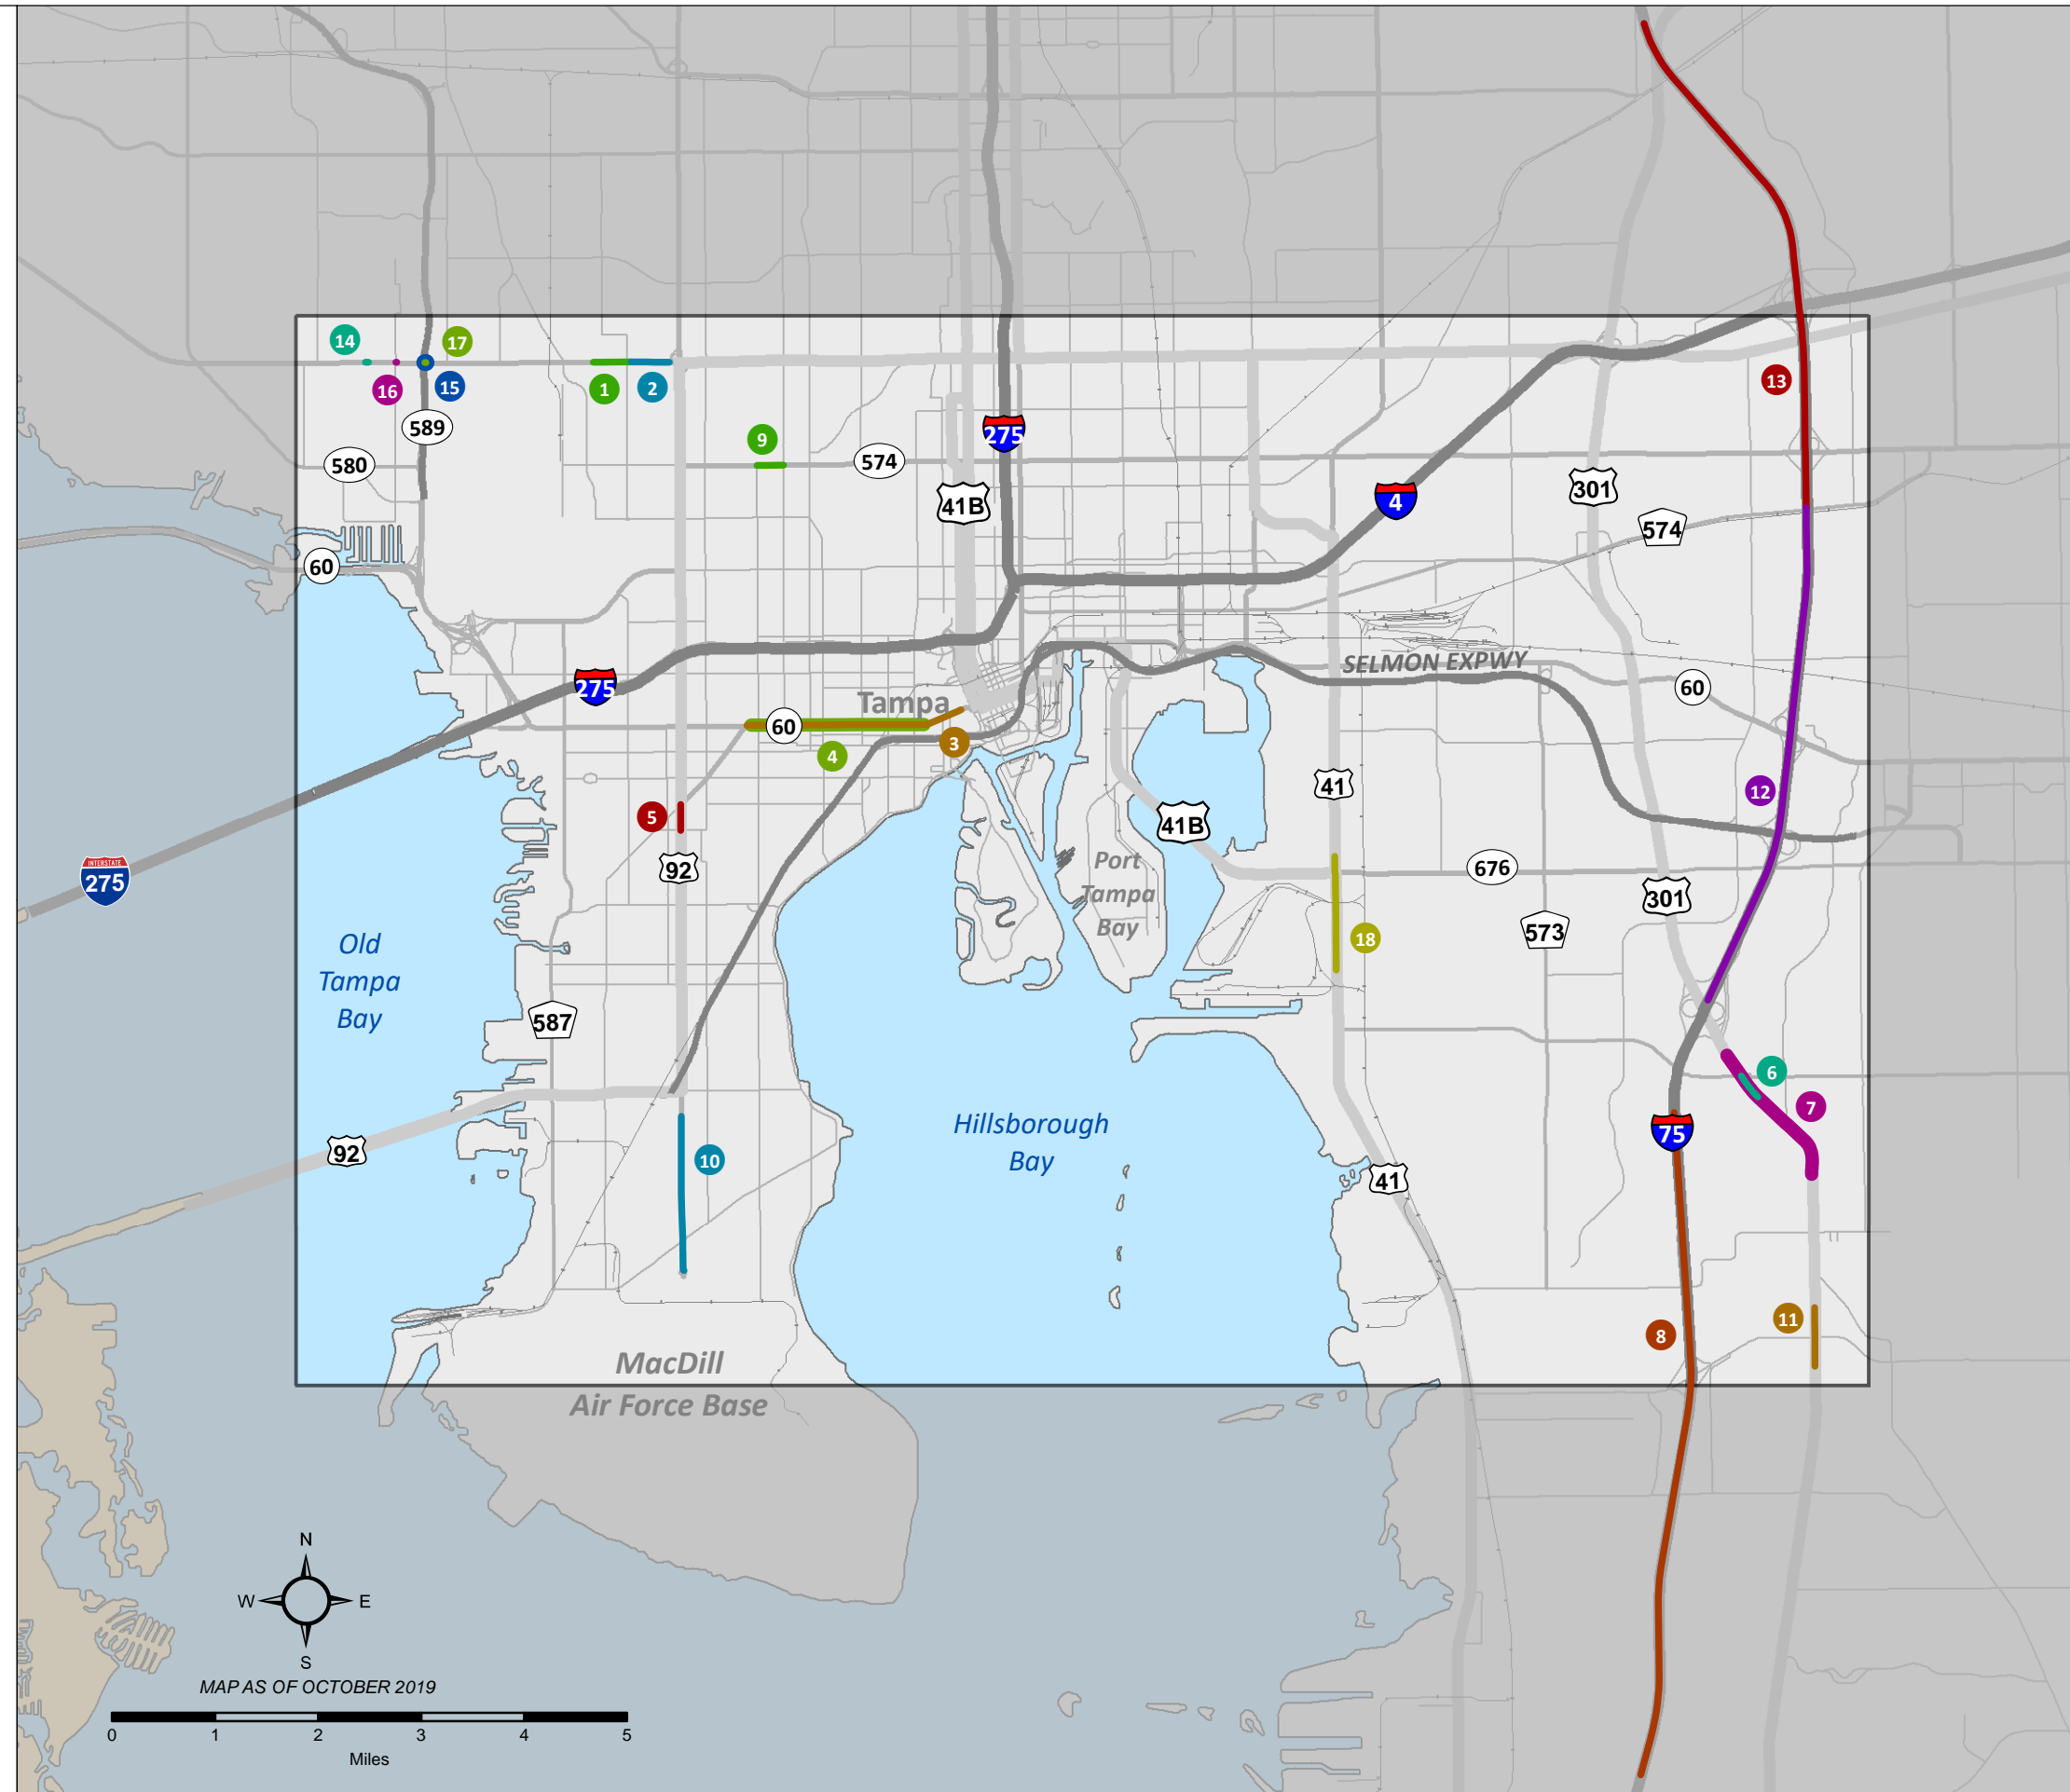 14
17
16
15
1
2
13
589
9
275
580
574
41B
4
301
574
60
SELMON EXPWY
275
60
Tampa
60
3
4
41
12
5
41B
92
Port
Tampa
Bay
676
INTERSTATE
275
301
573
18
Old
Tampa
Bay
587
6
7
Hillsborough
Bay
75
92
10
41
11
8
MacDill
Air Force Base
N
W
E
S
MAP AS OF OCTOBER 2019
0 1 2 3 4 5
Miles